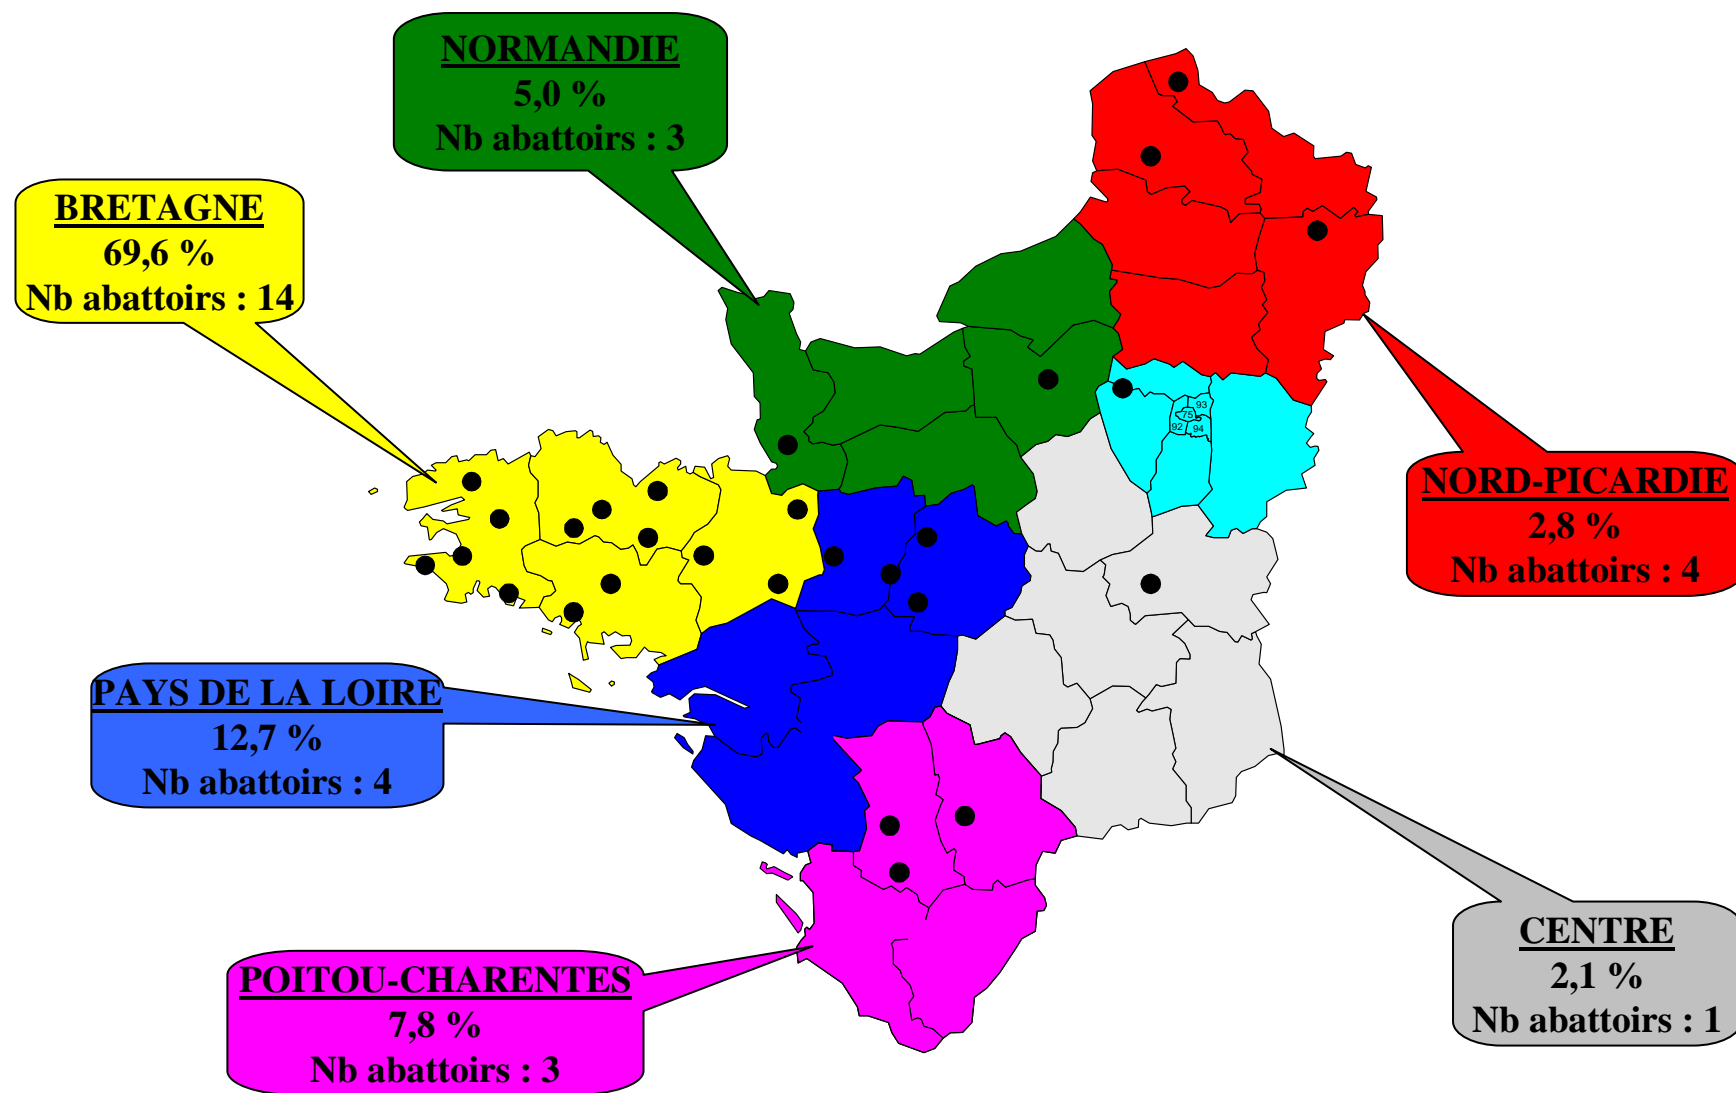 NORMANDIE
5,0 %
Nb abattoirs : 3
BRETAGNE
69,6 %
Nb abattoirs : 14
93
75
92
94
NORD-PICARDIE
2,8 %
Nb abattoirs : 4
PAYS DE LA LOIRE
12,7 %
Nb abattoirs : 4
POITOU-CHARENTES
7,8 %
Nb abattoirs : 3
CENTRE
2,1 %
Nb abattoirs : 1